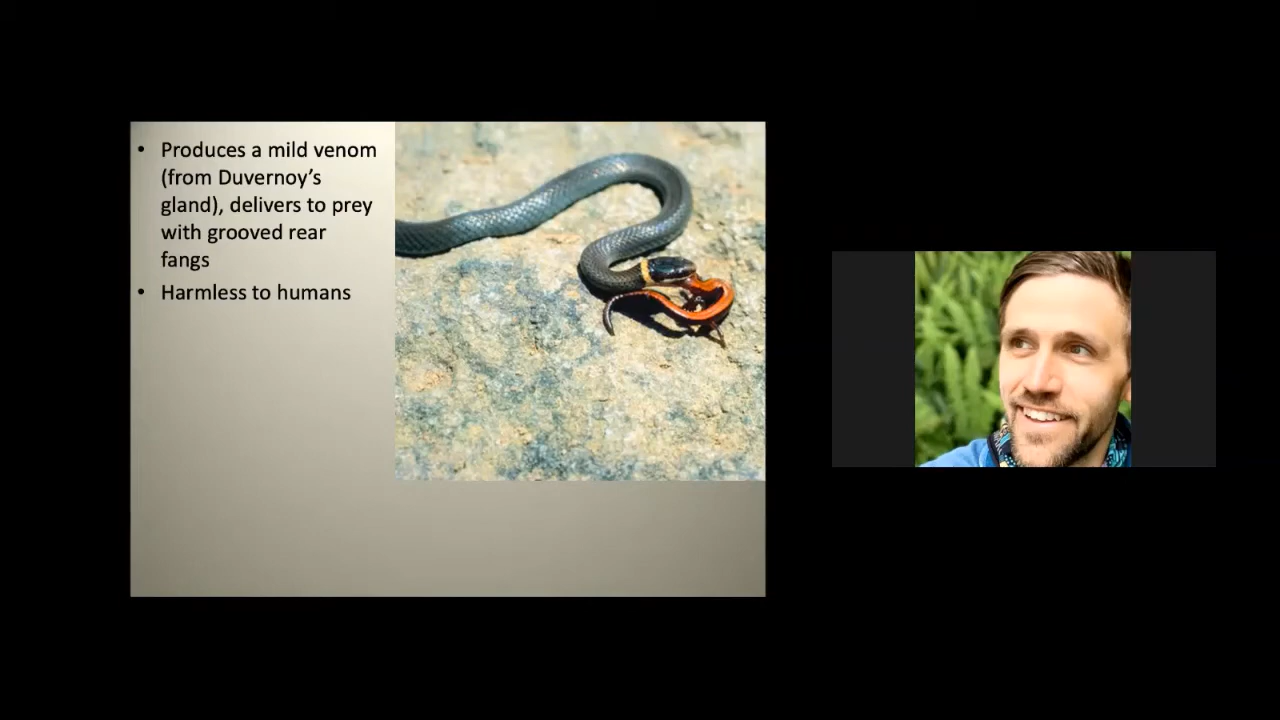 • Produces a mild venom
(from Duvernoy’s
gland), delivers to prey
with grooved rear
fangs
• Harmless to humans